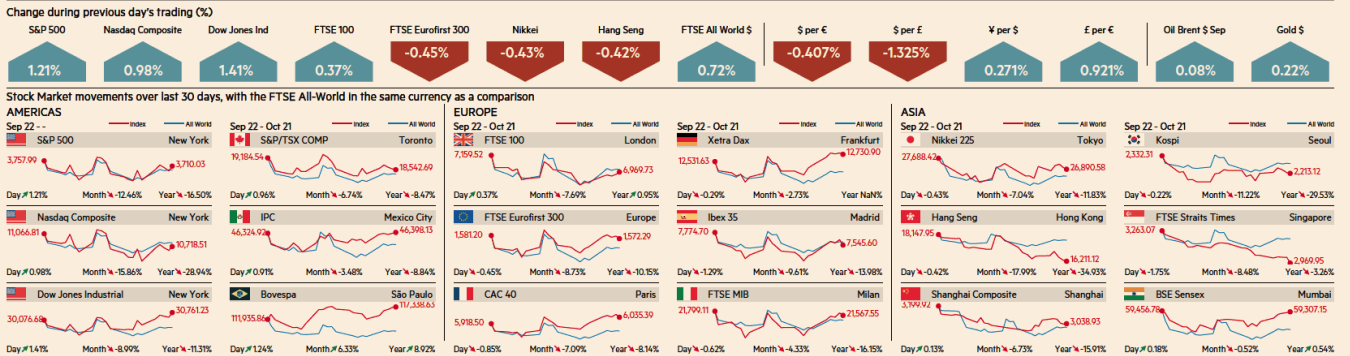 Change during previous day's trading (%)
S&P 500 Nasdaq Composite Dow Jones Ind FTSE 100 FTSE Eurofirst 300 Nikkei Hang Seng FTSE All World $ $ per € $ per £ ¥ per $ £ per € Oil Brent $ Sep Gold $
1.21% 0.98% 1.41% 0.37% -0.45% -0.43% -0.42% 0.72% -0.407% -1.325% 0.271% 0.921% 0.08% 0.22%
Stock Market movements over last 30 days, with the FTSE All-World in the same currency as a comparison
AMERICAS EUROPE ASIA
Sep 22 - - Index All World Sep 22 - Oct 21 Index All World Sep 22 - Oct 21 Index All World Sep 22 - Oct 21 Index All World Sep 22 - Oct 21 Index All World Sep 22 - Oct 21 Index All World
S&P 500 New York S&P/TSX COMP Toronto FTSE 100 London Xetra Dax Frankfurt Nikkei 225 Tokyo Kospi Seoul
3,757.99 3,710.03 19,184.54 18,542.69 7,159.52 6,969.73 12,531.63 12,730.90 27,688.42 26,890.58 2,332.31 2,213.12
Day 1.21% Month -12.46% Year -16.50% Day 0.96% Month -6.74% Year -8.47% Day 0.37% Month -7.69% Year 0.95% Day -0.29% Month -2.73% Year NaN% Day -0.43% Month -7.04% Year -11.83% Day -0.22% Month -11.22% Year -29.53%
Nasdaq Composite New York IPC Mexico City FTSE Eurofirst 300 Europe Ibex 35 Madrid Hang Seng Hong Kong FTSE Straits Times Singapore
11,066.81 10,718.51 46,324.92 46,398.13 1,581.20 1,572.29 7,774.70 7,545.60 18,147.95 16,211.12 3,263.07 2,969.95
Day 0.98% Month -15.86% Year -28.94% Day 0.91% Month -3.48% Year -8.84% Day -0.45% Month -8.73% Year -10.15% Day -1.29% Month -9.61% Year -13.98% Day -0.42% Month -17.99% Year -34.93% Day -1.75% Month -8.48% Year -3.26%
Dow Jones Industrial New York Bovespa São Paulo CAC 40 Paris FTSE MIB Milan Shanghai Composite Shanghai BSE Sensex Mumbai
30,076.68 30,761.23 111,935.86 117,338.63 5,918.50 6,035.39 21,799.11 21,567.55 3,199.92 3,038.93 59,456.78 59,307.15
Day 1.41% Month -8.99% Year -11.31% Day 1.24% Month 6.33% Year 8.92% Day -0.85% Month -7.09% Year -8.14% Day -0.62% Month -4.33% Year -16.15% Day 0.13% Month -6.73% Year -15.91% Day 0.18% Month -0.52% Year 0.54%